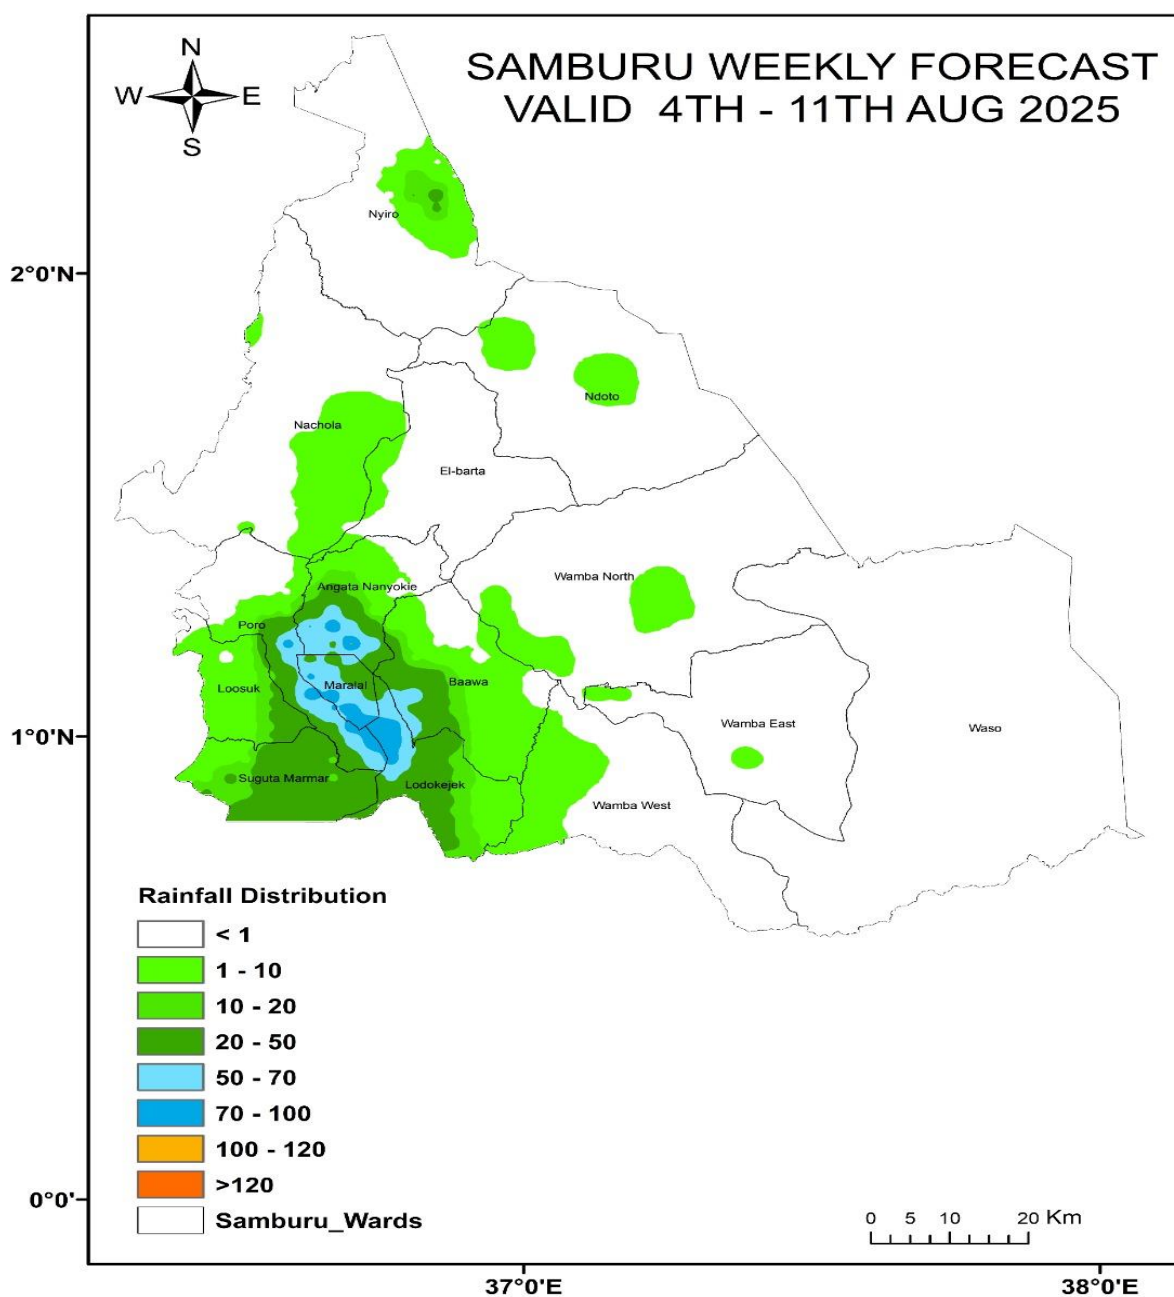 N
W E
S
SAMBURU WEEKLY FORECAST
VALID 4TH - 11TH AUG 2025
Nyiro
2°0'N
Ndoto
Nachola
El-barta
Wamba North
Angata Nanyokie
Poro
Maralal
Baawa
Loosuk
1°0'N
Wamba East
Waso
Suguta Marmar
Lodokejek
Wamba West
Rainfall Distribution
< 1
1 - 10
10 - 20
20 - 50
50 - 70
70 - 100
100 - 120
>120
Samburu_Wards
0°0'
0 5 10 20 Km
37°0'E 38°0'E